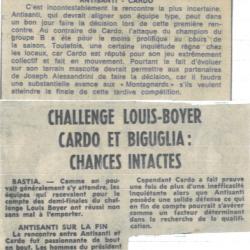 ANTISANTI - CARDO
C'est incontestablement la rencontre la plus incertaine.
Antisanti, qui devait aligner son équipe type, peut dans un
bon jour faire la décision lors de cette première ren-
contre. Au contraire de Cardo, l'attaque du champion du
groupe B a été pour le moins prolifique au cours de la
saison. Toutefois, une certaine inquiétude règne chez les
locaux, car Cardo est réputé pour son jeu extrêmement
collectif et fait en mouvement. Pourtant le fait d'évoluer
sur son terrain mascotte devrait permettre aux partenaires
de Joseph Alessandrini de faire la décision, car il faudra
une solidarité extrême aux « Montagnards » s'ils veulent
atteindre la finale de cette tardive compétition.
CHALLENGE LOUIS-BOYER
CARDO ET BIGUGLIA :
CHANCES INTACTES
BASTIA. — Comme on pou-
vait généralement s'y attendre, les
équipes qui recevaient pour le
compte des demi-finales du chal-
lenge Louis Boyer ont réussi non
sans mal à l'emporter.
ANTISANTI SUR LA FIN
La rencontre entre Antisanti et
Cardo fut passionnante de bout
en bout. Les hommes du président
Cependant Cardo a fait preuve
une fois de plus d'une inefficacité
inquiétante alors que Antisanti
possède une solide défense ce qui
en fin de compte pourrait s'avérer
comme un facteur déterminant
dans la recherche de la qualifi-
cation.